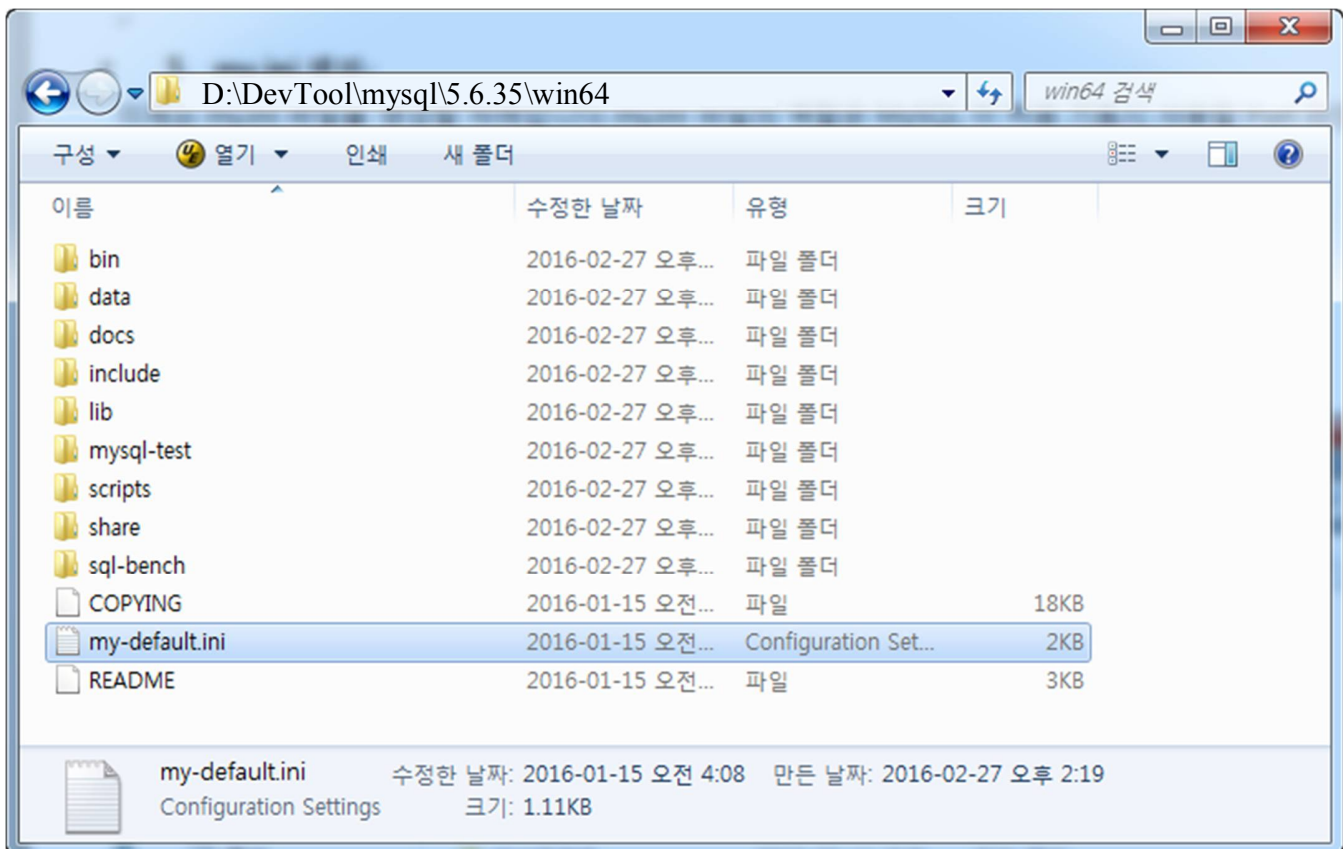 D:\DevTool\mysql\5.6.35\win64
win64 검색
구성 열기 인쇄 새 폴더
이름 수정한 날짜 유형 크기
bin 2016-02-27 오후... 파일 폴더
data 2016-02-27 오후... 파일 폴더
docs 2016-02-27 오후... 파일 폴더
include 2016-02-27 오후... 파일 폴더
lib 2016-02-27 오후... 파일 폴더
mysql-test 2016-02-27 오후... 파일 폴더
scripts 2016-02-27 오후... 파일 폴더
share 2016-02-27 오후... 파일 폴더
sql-bench 2016-02-27 오후... 파일 폴더
COPYING 2016-01-15 오전... 파일 18KB
my-default.ini 2016-01-15 오전... Configuration Set... 2KB
README 2016-01-15 오전... 파일 3KB
my-default.ini 수정한 날짜: 2016-01-15 오전 4:08 만든 날짜: 2016-02-27 오후 2:19
Configuration Settings 크기: 1.11KB